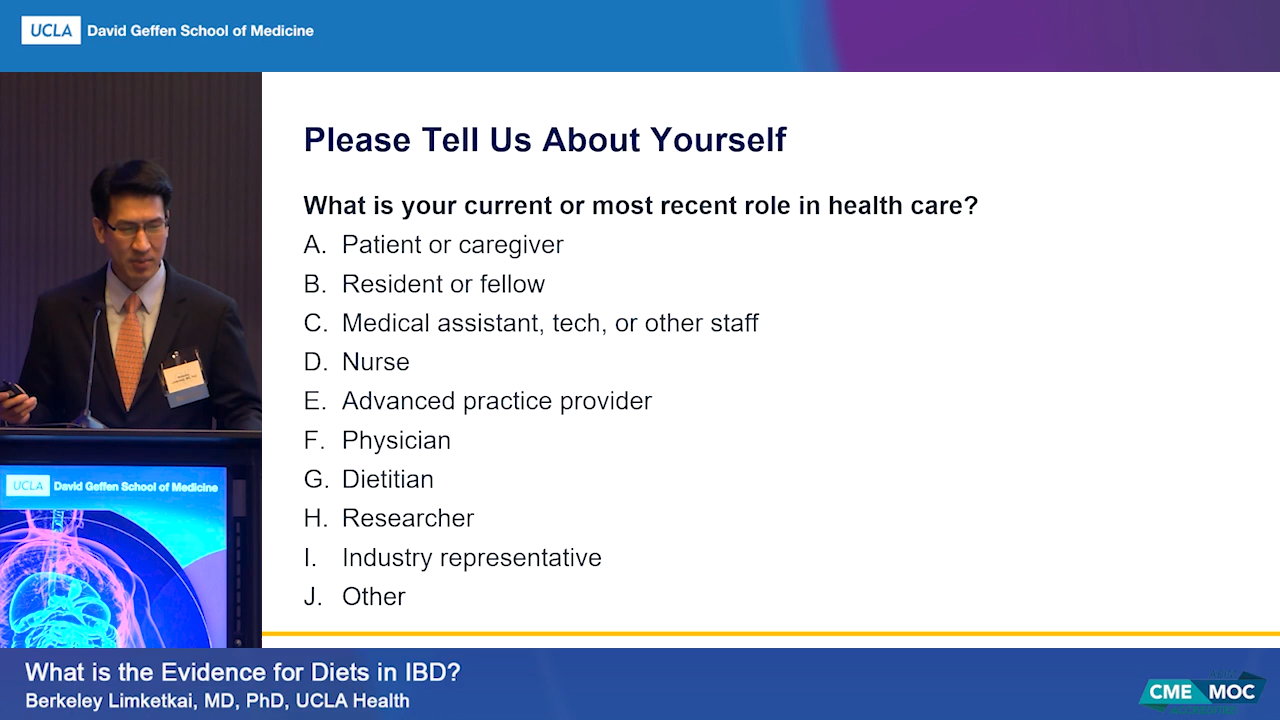 UCLA David Geffen School of Medicine
Please Tell Us About Yourself
What is your current or most recent role in health care?
A. Patient or caregiver
B. Resident or fellow
C. Medical assistant, tech, or other staff
D. Nurse
E. Advanced practice provider
F. Physician
G. Dietitian
H. Researcher
I. Industry representative
J. Other
UCLA David Geffen School of Medicine
What is the Evidence for Diets in IBD?
Berkeley Limketkai, MD, PhD, UCLA Health
CME MOC